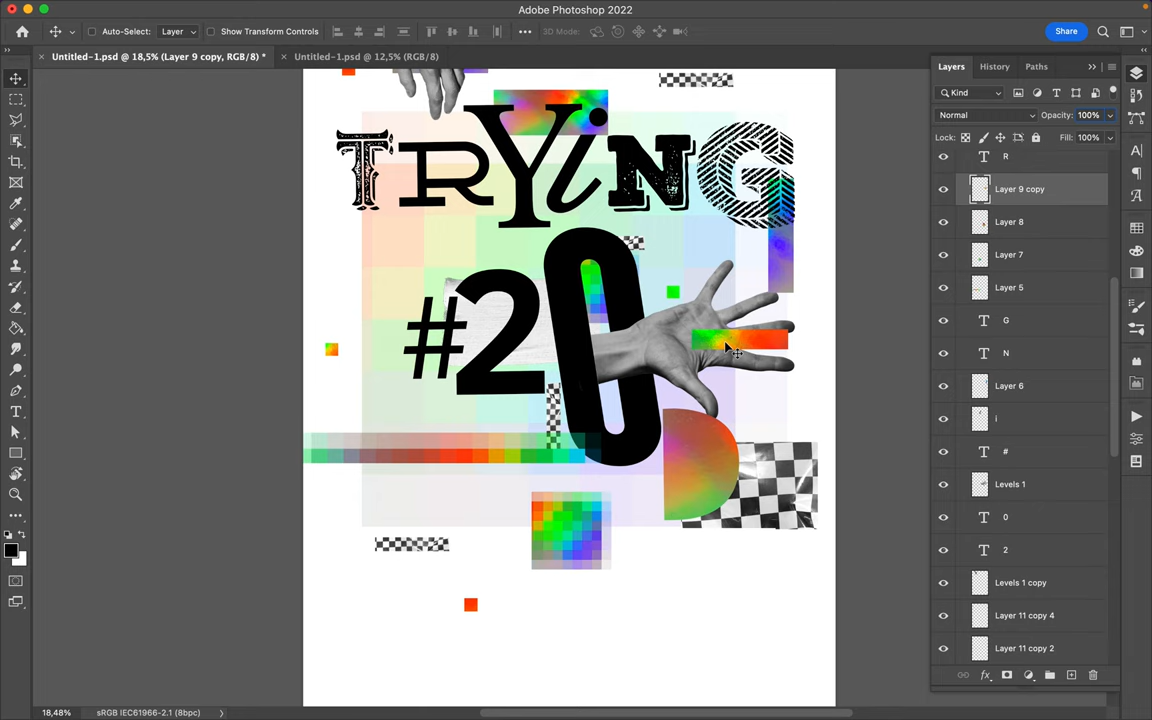 Adobe Photoshop 2022
Auto-Select: Layer Show Transform Controls 3D Mode: Share
Untitled-1.psd @ 18,5% (Layer 9 copy, RGB/8) * Untitled-1.psd @ 12,5% (RGB/8)
Layers History Paths
Kind
Normal Opacity: 100%
Lock: Fill: 100%
R
Layer 9 copy
Layer 8
Layer 7
Layer 5
G
N
Layer 6
i
#
Levels 1
0
2
Levels 1 copy
Layer 11 copy 4
Layer 11 copy 2
TRYiNG
#20
18,48% sRGB IEC61966-2.1 (8bpc)